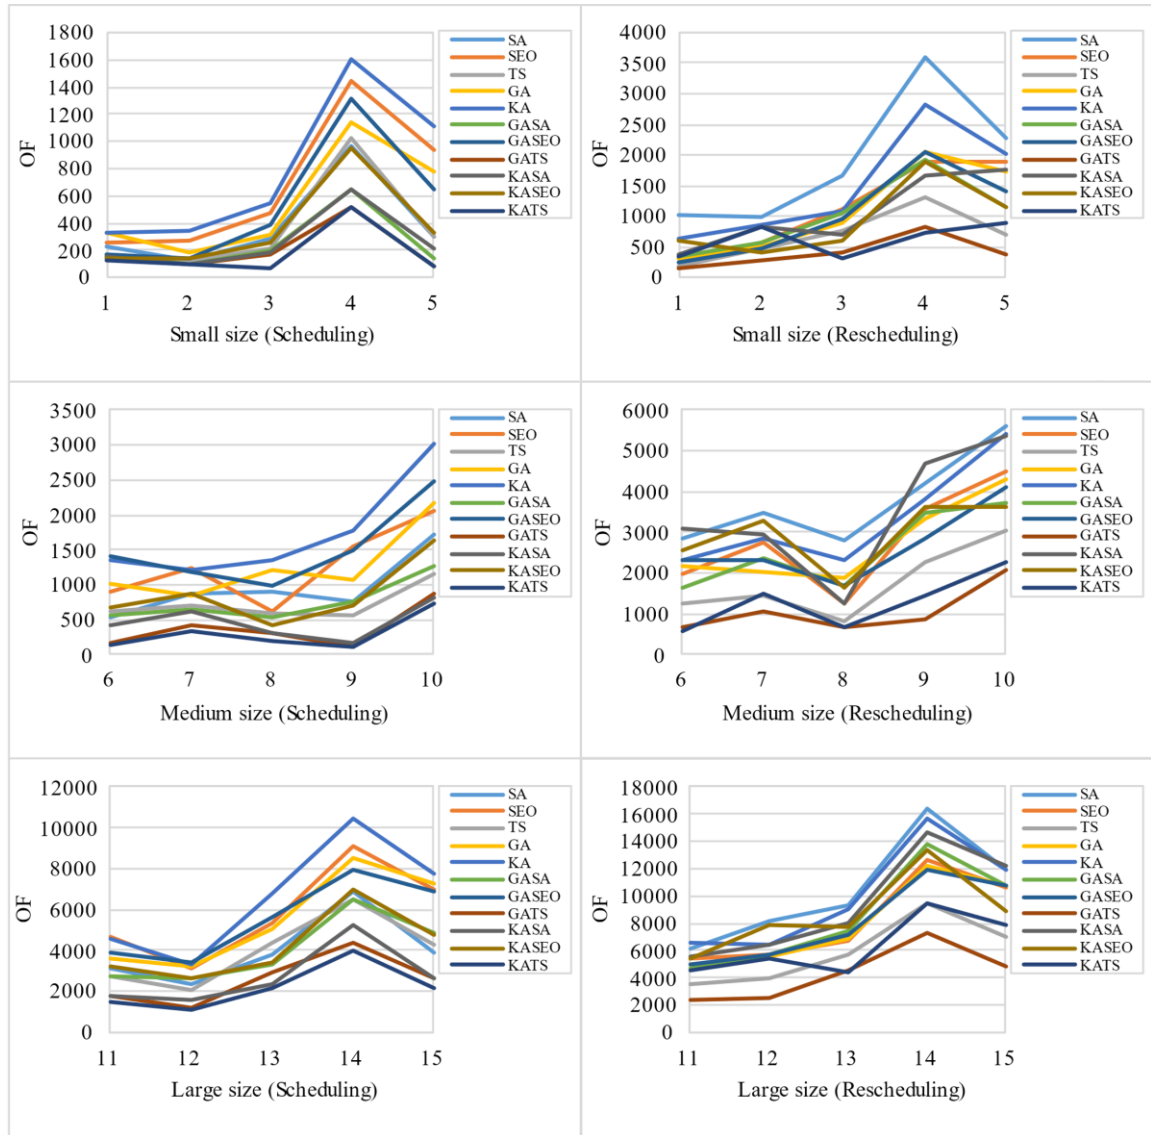 1800
1600
1400
1200
1000
800
600
400
200
0
OF
1 2 3 4 5
Small size (Scheduling)
SA
SEO
TS
GA
KA
GASA
GASEO
GATS
KASA
KASEO
KATS
4000
3500
3000
2500
2000
1500
1000
500
0
OF
1 2 3 4 5
Small size (Rescheduling)
SA
SEO
TS
GA
KA
GASA
GASEO
GATS
KASA
KASEO
KATS
3500
3000
2500
2000
1500
1000
500
0
OF
6 7 8 9 10
Medium size (Scheduling)
SA
SEO
TS
GA
KA
GASA
GASEO
GATS
KASA
KASEO
KATS
6000
5000
4000
3000
2000
1000
0
OF
6 7 8 9 10
Medium size (Rescheduling)
SA
SEO
TS
GA
KA
GASA
GASEO
GATS
KASA
KASEO
KATS
12000
10000
8000
6000
4000
2000
0
OF
11 12 13 14 15
Large size (Scheduling)
SA
SEO
TS
GA
KA
GASA
GASEO
GATS
KASA
KASEO
KATS
18000
16000
14000
12000
10000
8000
6000
4000
2000
0
OF
11 12 13 14 15
Large size (Rescheduling)
SA
SEO
TS
GA
KA
GASA
GASEO
GATS
KASA
KASEO
KATS